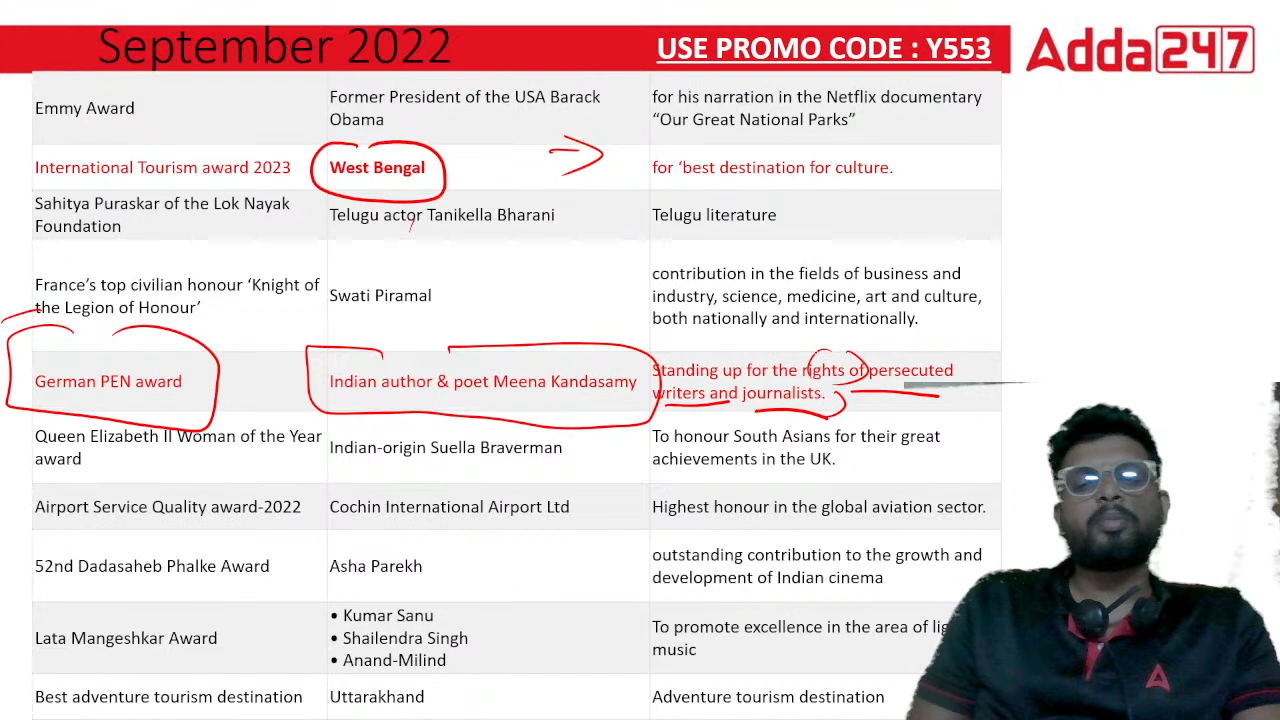 September 2022
USE PROMO CODE : Y553
Adda247
Emmy Award
Former President of the USA Barack
Obama
for his narration in the Netflix documentary
“Our Great National Parks”
International Tourism award 2023
West Bengal
for ‘best destination for culture.
Sahitya Puraskar of the Lok Nayak
Foundation
Telugu actor Tanikella Bharani
Telugu literature
France’s top civilian honour ‘Knight of
the Legion of Honour’
Swati Piramal
contribution in the fields of business and
industry, science, medicine, art and culture,
both nationally and internationally.
German PEN award
Indian author & poet Meena Kandasamy
Standing up for the rights of persecuted
writers and journalists.
Queen Elizabeth II Woman of the Year
award
Indian-origin Suella Braverman
To honour South Asians for their great
achievements in the UK.
Airport Service Quality award-2022
Cochin International Airport Ltd
Highest honour in the global aviation sector.
52nd Dadasaheb Phalke Award
Asha Parekh
outstanding contribution to the growth and
development of Indian cinema
Lata Mangeshkar Award
• Kumar Sanu
• Shailendra Singh
• Anand-Milind
To promote excellence in the area of
music
Best adventure tourism destination
Uttarakhand
Adventure tourism destination